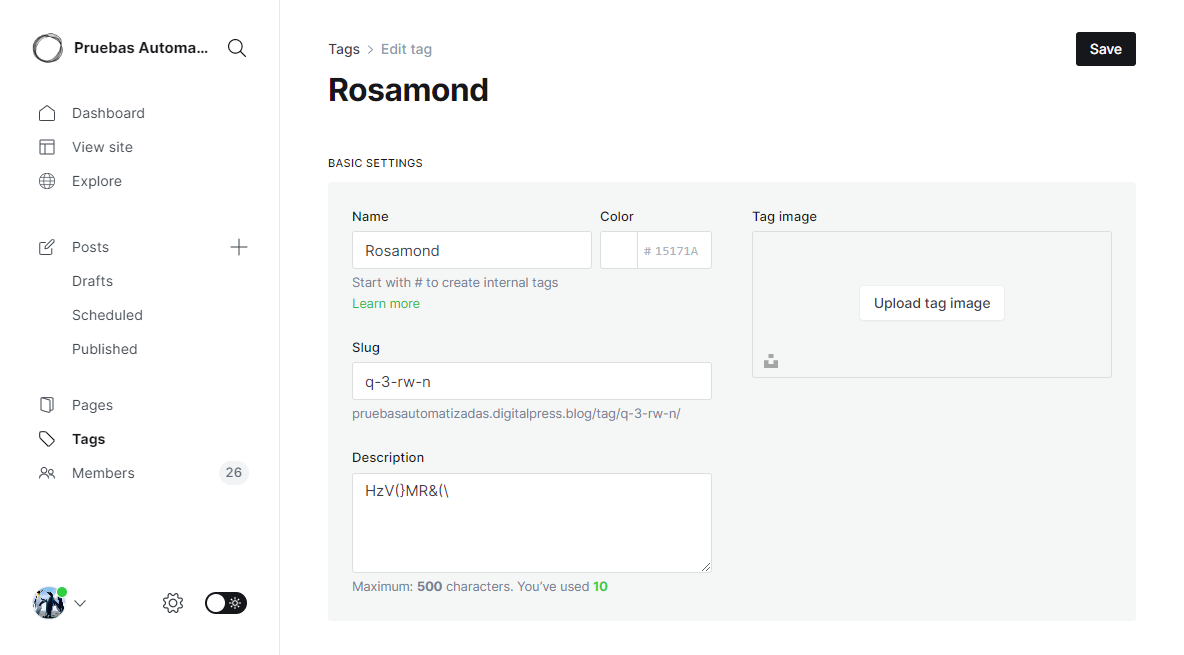 Pruebas Automa...
Dashboard
View site
Explore
Posts
Drafts
Scheduled
Published
Pages
Tags
Members 26
Tags > Edit tag
Save
Rosamond
BASIC SETTINGS
Name
Rosamond
Start with # to create internal tags
Learn more
Color
# 15171A
Slug
q-3-rw-n
pruebasautomatizadas.digitalpress.blog/tag/q-3-rw-n/
Description
HzV(}MR&(\
Maximum: 500 characters. You’ve used 10
Tag image
Upload tag image